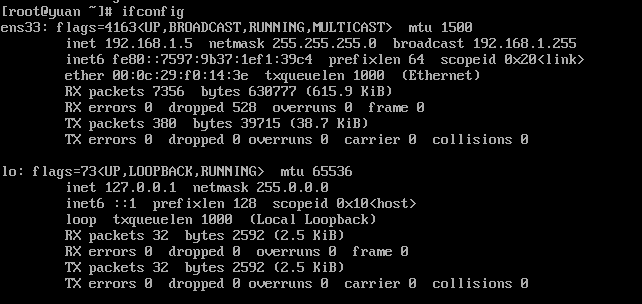 [root@yuan ~]# ifconfig
ens33: flags=4163<UP,BROADCAST,RUNNING,MULTICAST>  mtu 1500
        inet 192.168.1.5  netmask 255.255.255.0  broadcast 192.168.1.255
        inet6 fe80::7597:9b37:1ef1:39c4  prefixlen 64  scopeid 0x20<link>
        ether 00:0c:29:f0:14:3e  txqueuelen 1000  (Ethernet)
        RX packets 7356  bytes 630777 (615.9 KiB)
        RX errors 0  dropped 528  overruns 0  frame 0
        TX packets 380  bytes 39715 (38.7 KiB)
        TX errors 0  dropped 0 overruns 0  carrier 0  collisions 0
lo: flags=73<UP,LOOPBACK,RUNNING>  mtu 65536
        inet 127.0.0.1  netmask 255.0.0.0
        inet6 ::1  prefixlen 128  scopeid 0x10<host>
        loop  txqueuelen 1000  (Local Loopback)
        RX packets 32  bytes 2592 (2.5 KiB)
        RX errors 0  dropped 0  overruns 0  frame 0
        TX packets 32  bytes 2592 (2.5 KiB)
        TX errors 0  dropped 0 overruns 0  carrier 0  collisions 0